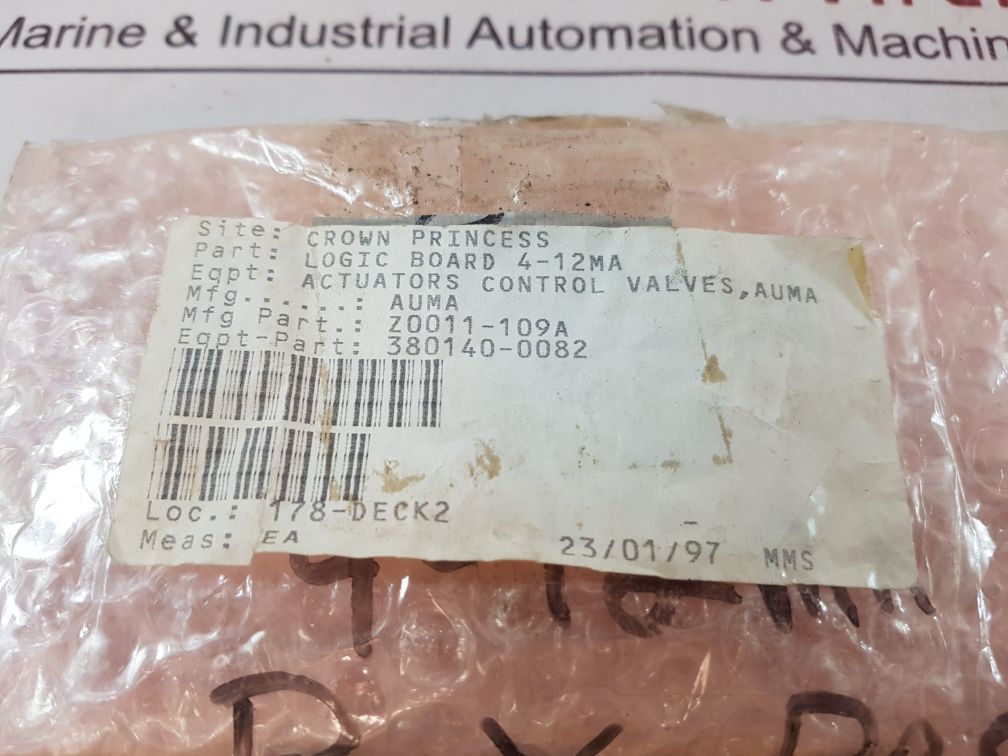 Marine & Industrial Automation & Machin
Site: CROWN PRINCESS
Part: LOGIC BOARD 4-12MA
Eqpt: ACTUATORS CONTROL VALVES,AUMA
Mfg.....: AUMA
Mfg Part.: Z0011-109A
Eqpt-Part: 380140-0082
Loc.: 178-DECK2
Meas: EA 23/01/97 MMS